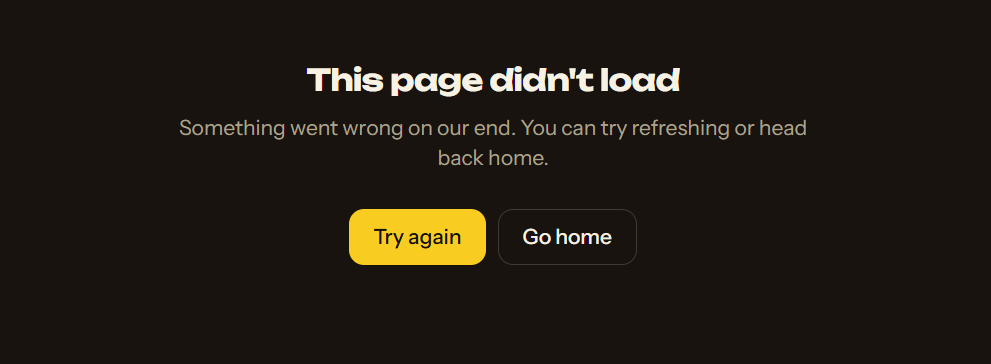 This page didn't load
Something went wrong on our end. You can try refreshing or head
back home.
Try again
Go home